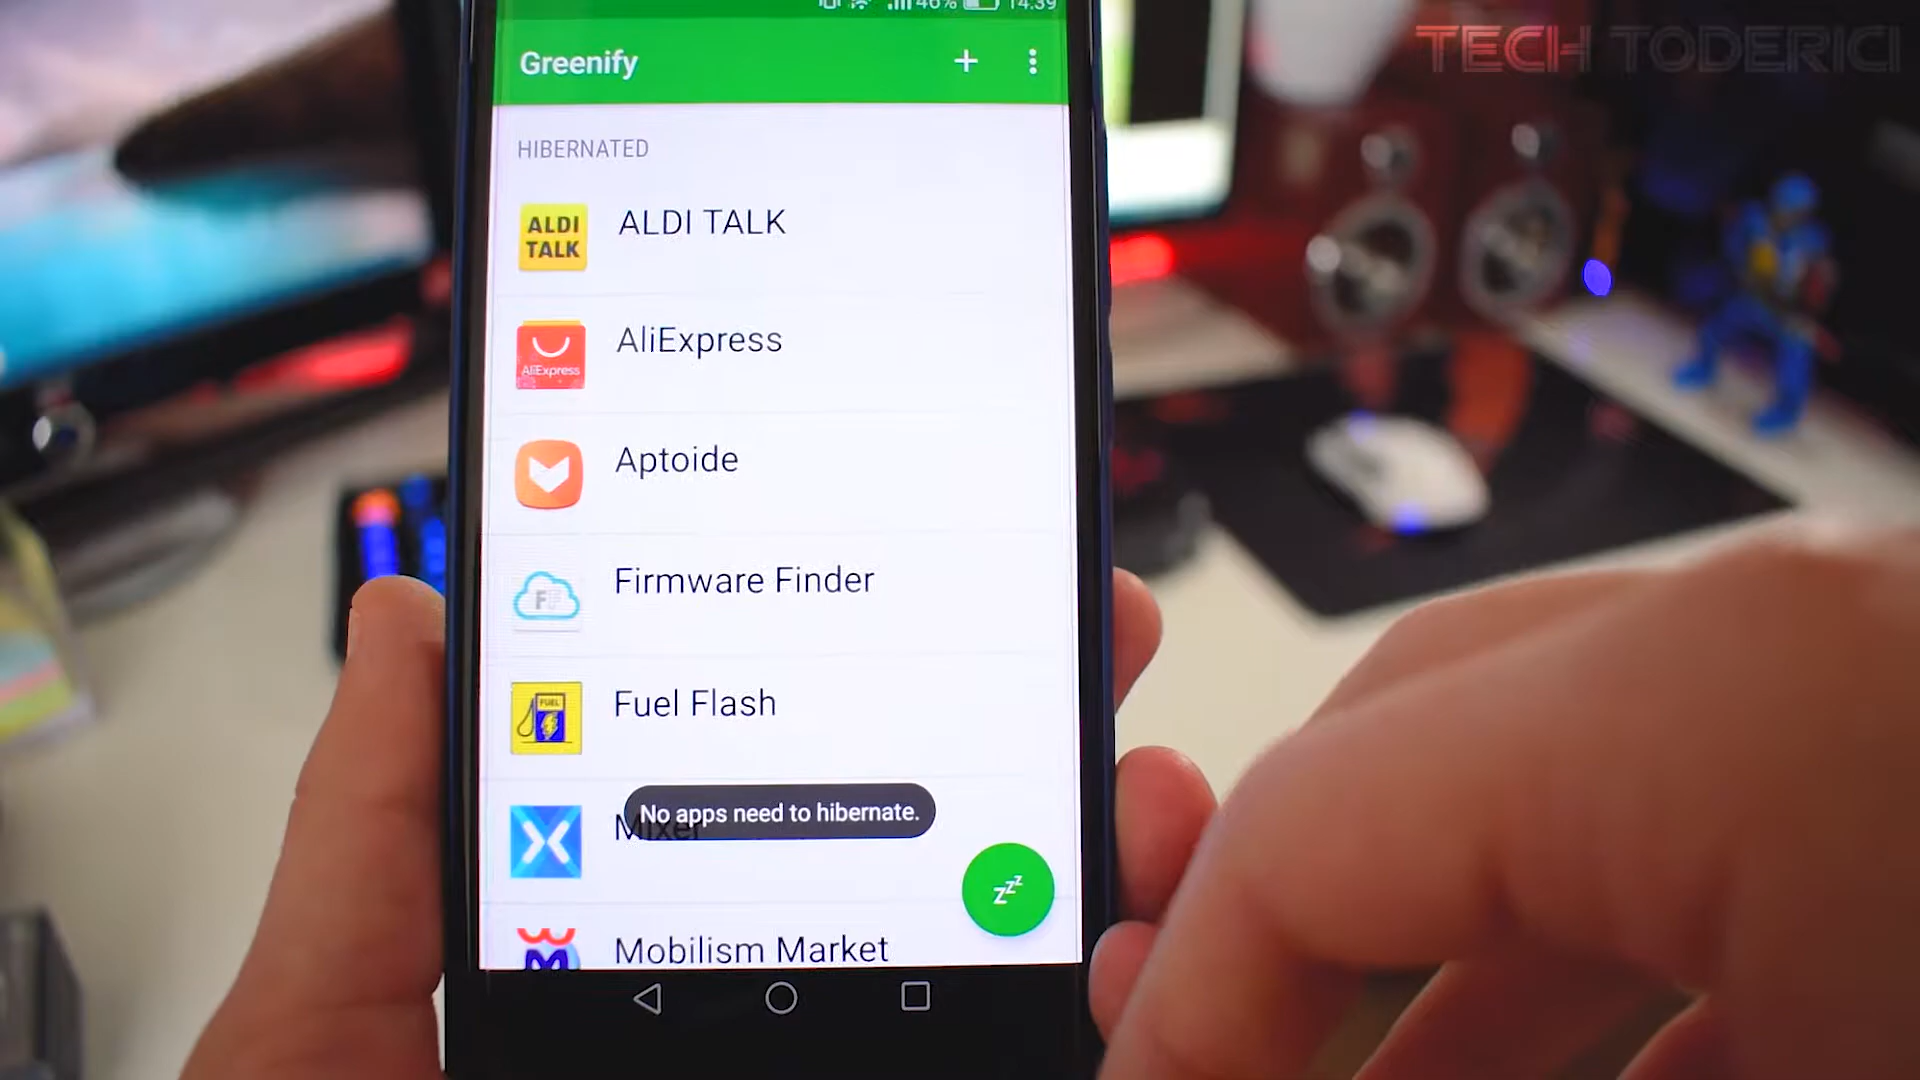 46% 14:39
TECH TODERICI
Greenify
HIBERNATED
ALDI TALK
ALDI
TALK
AliExpress
AliExpress
Aptoide
Firmware Finder
F
Fuel Flash
FUEL
No apps need to hibernate.
Mixer
zzz
Mobilism Market